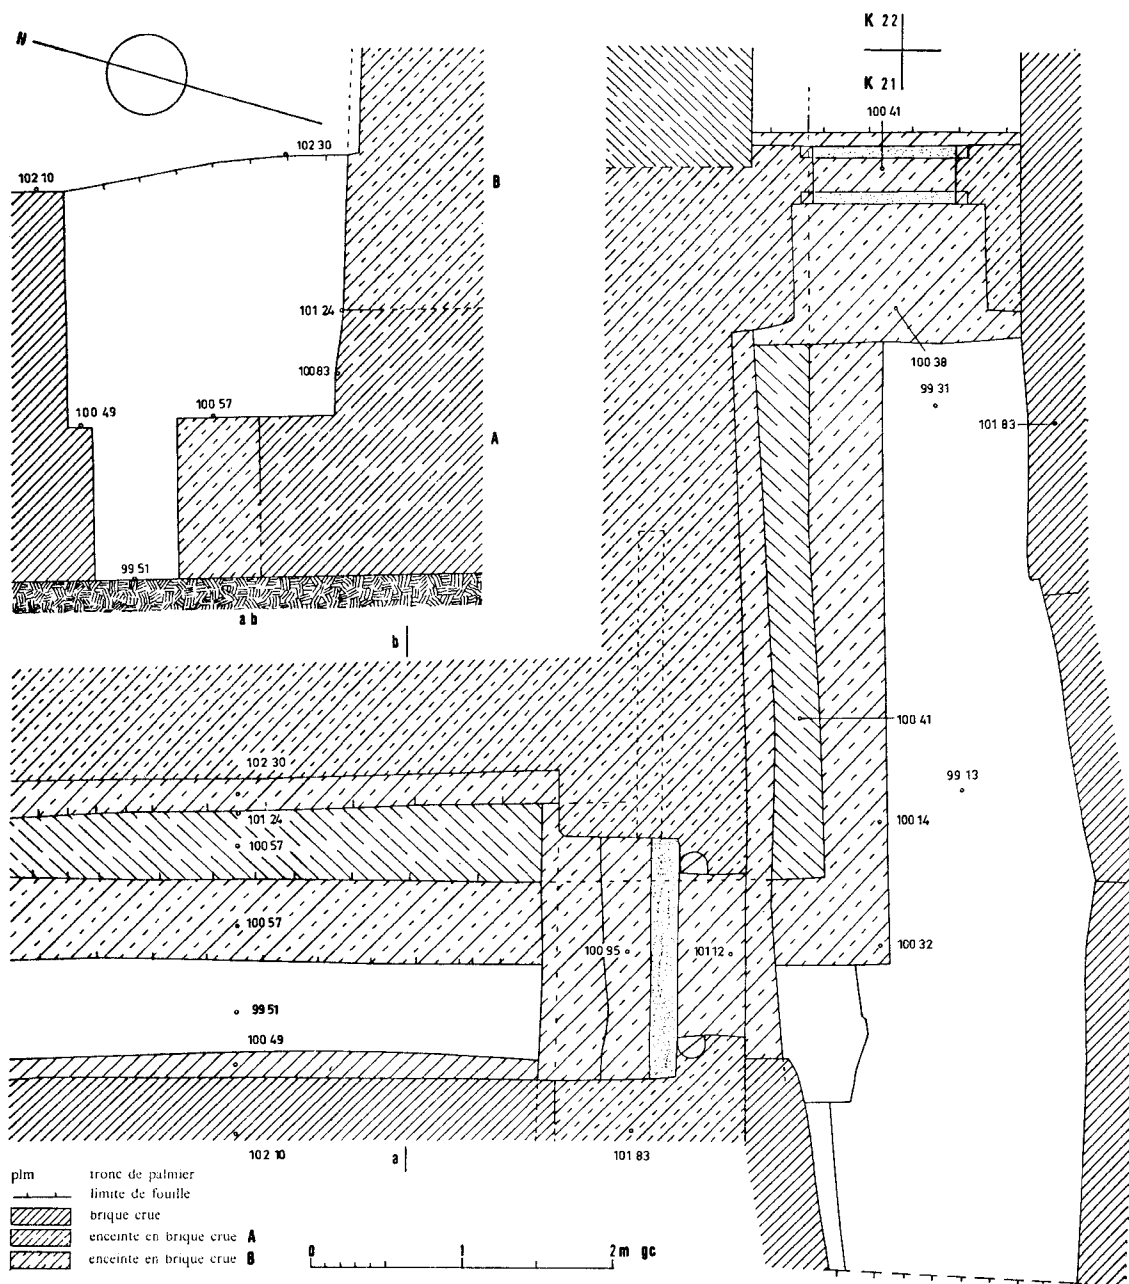 N
K 22
K 21
100 41
102 30
102 10
B
101 24
100 83
100 38
99 31
100 49
100 57
101 83
A
99 51
a b
b
100 41
102 30
101 24
99 13
100 57
100 14
100 57
100 95
101 12
100 32
99 51
100 49
102 10
a
101 83
plm tronc de palmier
limite de fouille
brique crue
enceinte en brique crue A
enceinte en brique crue B
0 1 2 m gc